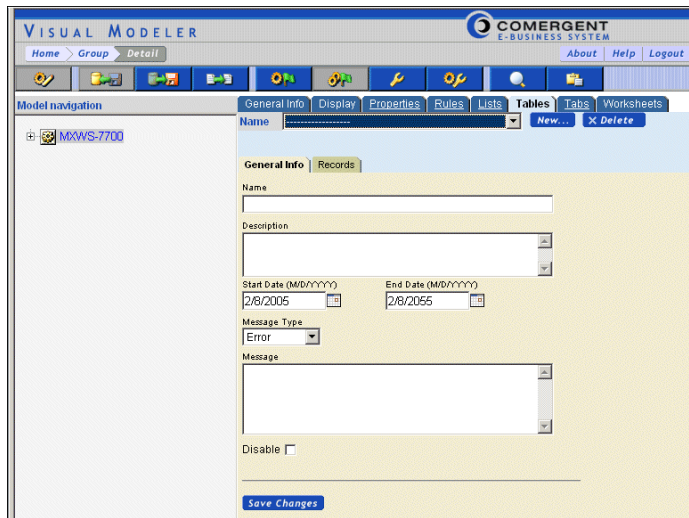 VISUAL MODELER
COMERGENT
E-BUSINESS SYSTEM
Home Group Detail
About Help Logout
Model navigation
General Info Display Properties Rules Lists Tables Tabs Worksheets
Name ------------------ New... X Delete
MXWS-7700
General Info Records
Name
Description
Start Date (M/D/YYYY) End Date (M/D/YYYY)
2/8/2005 2/8/2055
Message Type
Error
Message
Disable
Save Changes